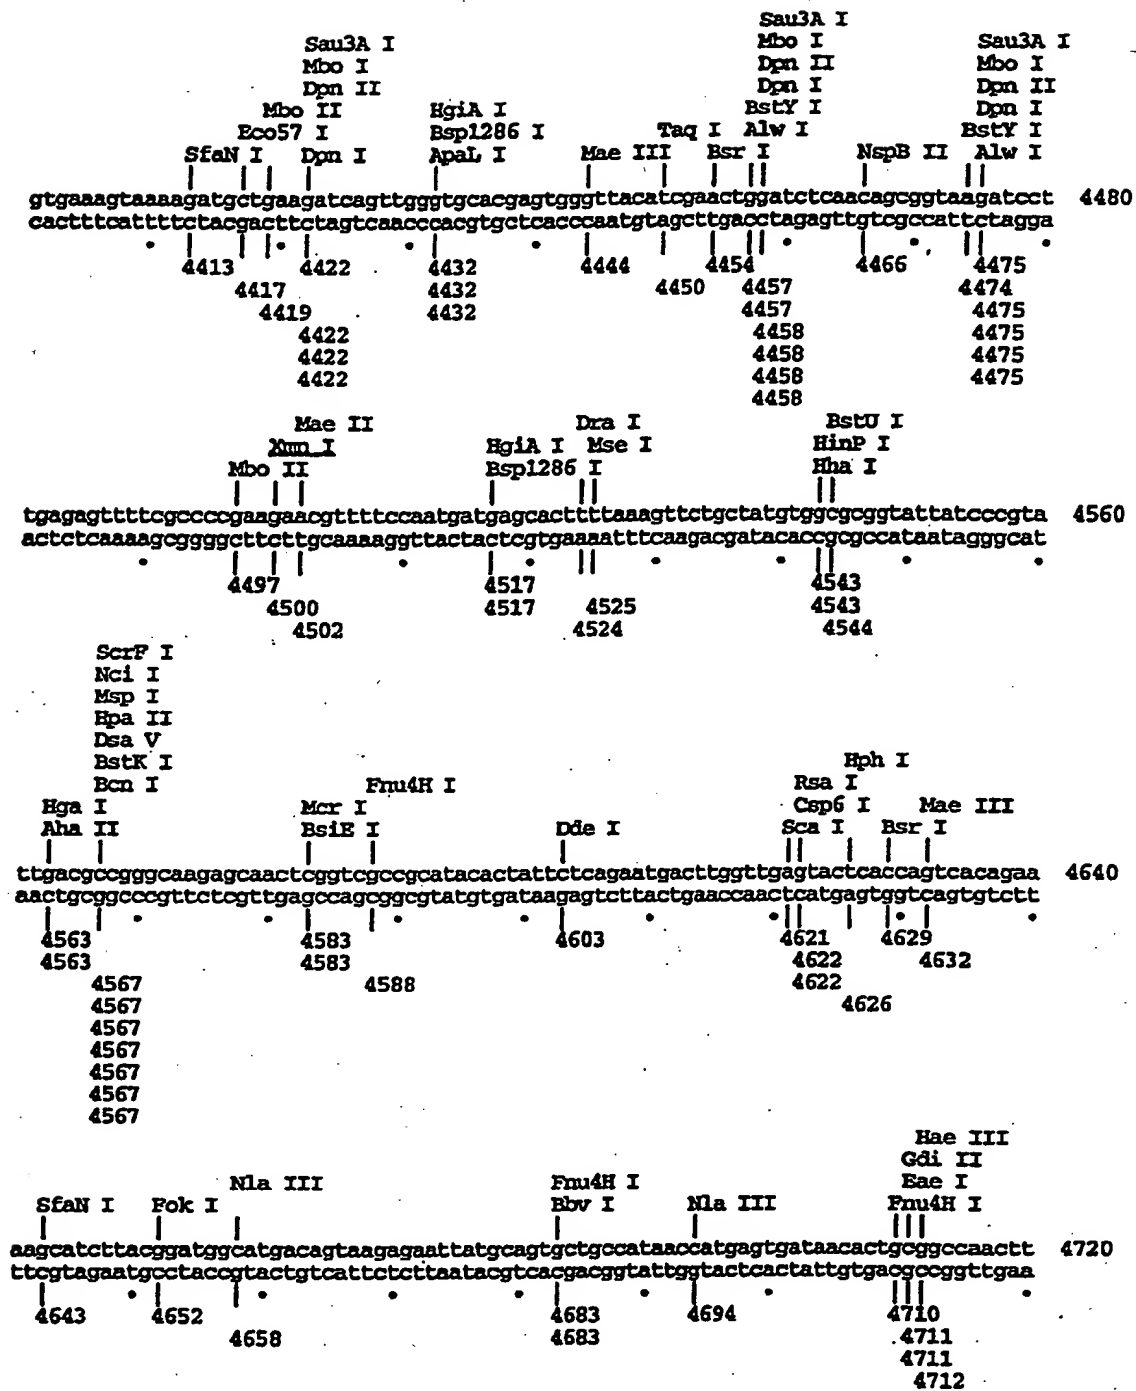 Sau3A I
Sau3A I Mbo I Sau3A I
Mbo I Dpn II Mbo I
Dpn II Dpn I Dpn II
Mbo II HgiA I BstY I Dpn I
Eco57 I Bsp1286 I Taq I Alw I BstY I
SfaN I Dpn I ApaL I Mae III Bsr I NspB II Alw I
gtgaaagtaaaagatgctgaagatcagttgggtgcacgagtgggttacatcgaactggatctcaacagcggtaagatcct 4480
cactttcattttctacgacttctagtcaacccacgtgctcacccaatgtagcttgacctagagttgtcgccattctagga
4413 4422 4432 4444 4454 4466 4475
4417 4432 4450 4457 4474
4419 4432 4457 4475
4422 4458 4475
4422 4458 4475
4422 4458 4475
4458
Mae II Dra I BstU I
Xmn I HgiA I Mse I HinP I
Mbo II Bsp1286 I Hha I
tgagagttttcgccccgaagaacgttttccaatgatgagcacttttaaagttctgctatgtggcgcggtattatcccgta 4560
actctcaaaagcggggcttcttgcaaaaggttactactcgtgaaaatttcaagacgatacaccgcgccataatagggcat
4497 4517 4543
4500 4517 4525 4543
4502 4524 4544
ScrF I
Nci I
Msp I
Hpa II
Dsa V
BstK I Hph I
Bcn I Fnu4H I Rsa I
Hga I Mcr I Csp6 I Mae III
Aha II BsiE I Dde I Sca I Bsr I
ttgacgccgggcaagagcaactcggtcgccgcatacactattctcagaatgacttggttgagtactcaccagtcacagaa 4640
aactgcggcccgttctcgttgagccagcggcgtatgtgataagagtcttactgaaccaactcatgagtggtcagtgtctt
4563 4583 4603 4621 4629
4563 4583 4622 4632
4567 4588 4622
4567 4626
4567
4567
4567
4567
4567
Hae III
Gdi II
Nla III Fnu4H I Eae I
SfaN I Fok I Bbv I Nla III Fnu4H I
aagcatcttacggatggcatgacagtaagagaattatgcagtgctgccataaccatgagtgataacactgcggccaactt 4720
ttcgtagaatgcctaccgtactgtcattctcttaatacgtcacgacggtattggtactcactattgtgacgccggttgaa
4643 4652 4683 4694 4710
4658 4683 4711
4711
4712